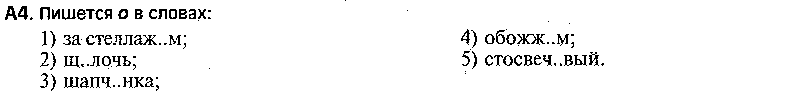 А4. Пишется о в словах:
1) за стеллаж..м;
2) щ..лочь;
3) шапч..нка;
4) обожж..м;
5) стосвеч..вый.